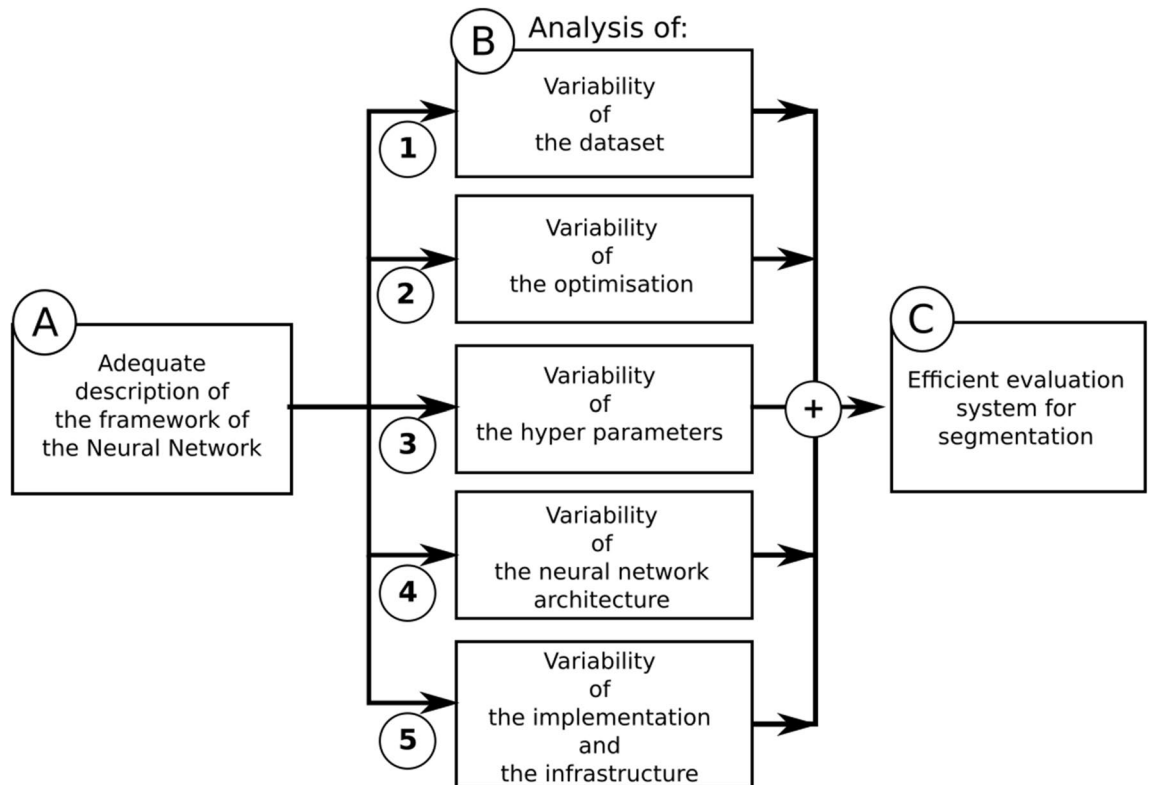 B
Analysis of:
Variability
of
the dataset
1
Variability
of
the optimisation
2
A
Adequate
description of
the framework of
the Neural Network
Variability
of
the hyper parameters
3
+
C
Efficient evaluation
system for
segmentation
Variability
of
the neural network
architecture
4
Variability
of
the implementation
and
the infrastructure
5